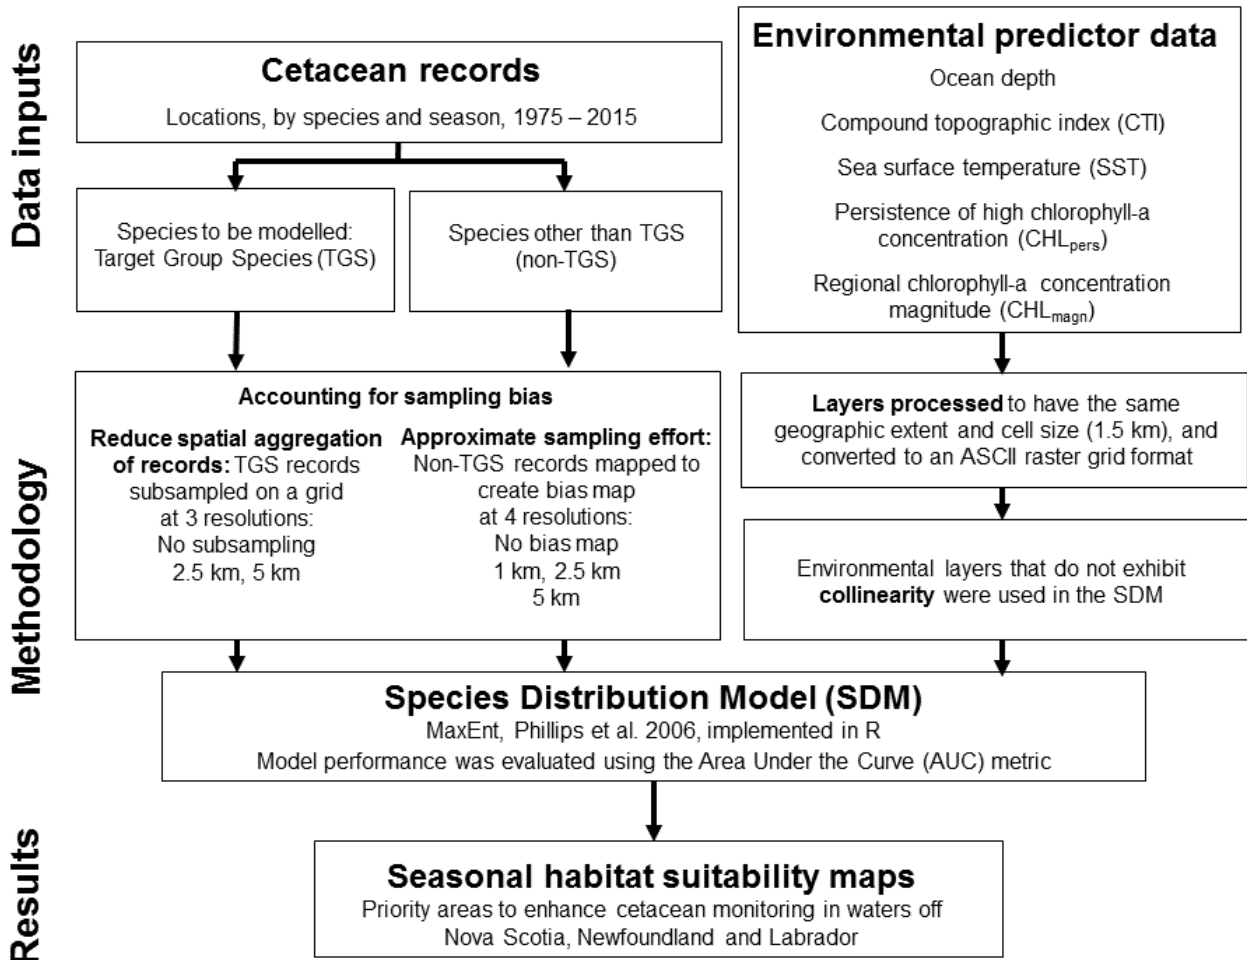 Data inputs
Cetacean records
Locations, by species and season, 1975 – 2015
Species to be modelled:
Target Group Species (TGS)
Species other than TGS
(non-TGS)
Environmental predictor data
Ocean depth
Compound topographic index (CTI)
Sea surface temperature (SST)
Persistence of high chlorophyll-a
concentration (CHLpers)
Regional chlorophyll-a concentration
magnitude (CHLmagn)
Methodology
Accounting for sampling bias
Reduce spatial aggregation
of records: TGS records
subsampled on a grid
at 3 resolutions:
No subsampling
2.5 km, 5 km
Approximate sampling effort:
Non-TGS records mapped to
create bias map
at 4 resolutions:
No bias map
1 km, 2.5 km
5 km
Layers processed to have the same
geographic extent and cell size (1.5 km), and
converted to an ASCII raster grid format
Environmental layers that do not exhibit
collinearity were used in the SDM
Species Distribution Model (SDM)
MaxEnt, Phillips et al. 2006, implemented in R
Model performance was evaluated using the Area Under the Curve (AUC) metric
Results
Seasonal habitat suitability maps
Priority areas to enhance cetacean monitoring in waters off
Nova Scotia, Newfoundland and Labrador